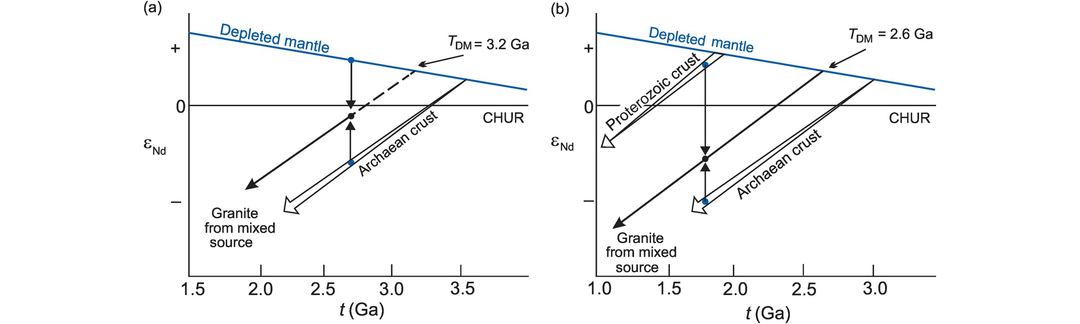 (a)
Depleted mantle
T_DM = 3.2 Ga
+
0
CHUR
ε_Nd
Archaean crust
–
Granite
from mixed
source
1.5 2.0 2.5 3.0 3.5
t (Ga)
(b)
Depleted mantle
T_DM = 2.6 Ga
+
Proterozoic crust
0
CHUR
ε_Nd
Archaean crust
–
Granite
from mixed
source
1.0 1.5 2.0 2.5 3.0
t (Ga)